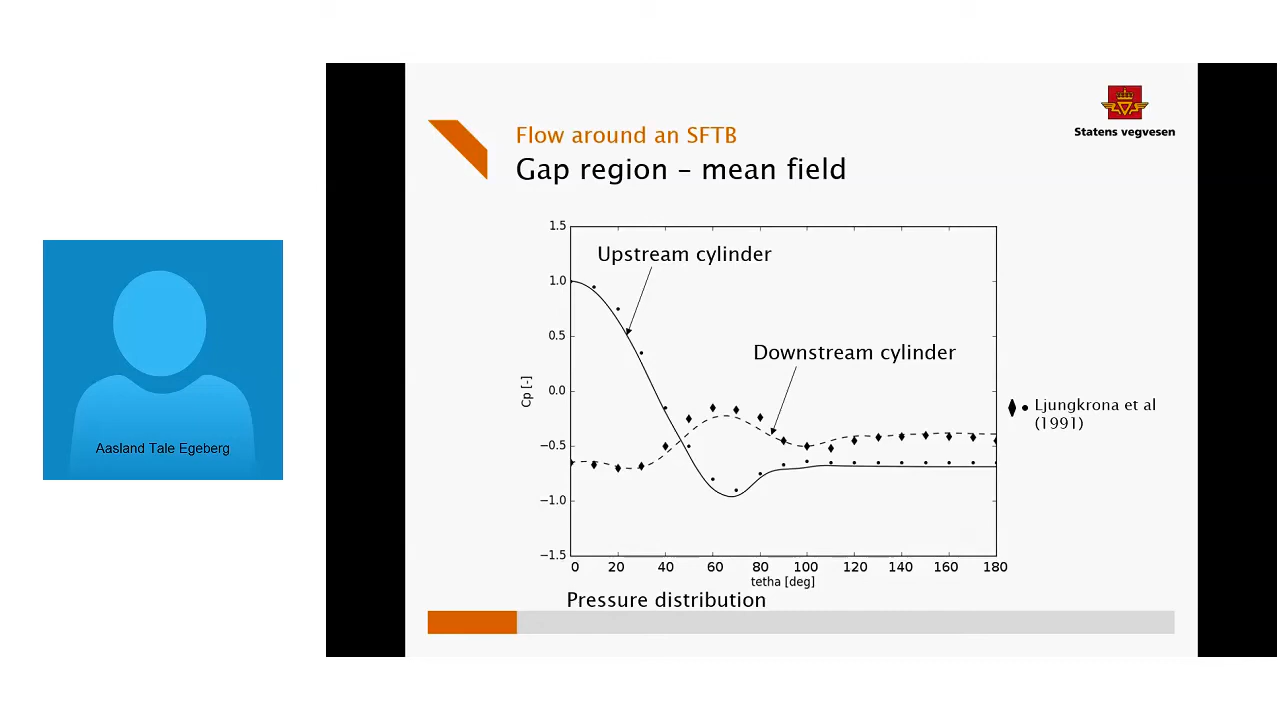 Flow around an SFTB
Gap region – mean field
Statens vegvesen
Upstream cylinder
Downstream cylinder
Ljungkrona et al
(1991)
Cp [-]
1.5
1.0
0.5
0.0
−0.5
−1.0
−1.5
0 20 40 60 80 100 120 140 160 180
tetha [deg]
Pressure distribution
Aasland Tale Egeberg